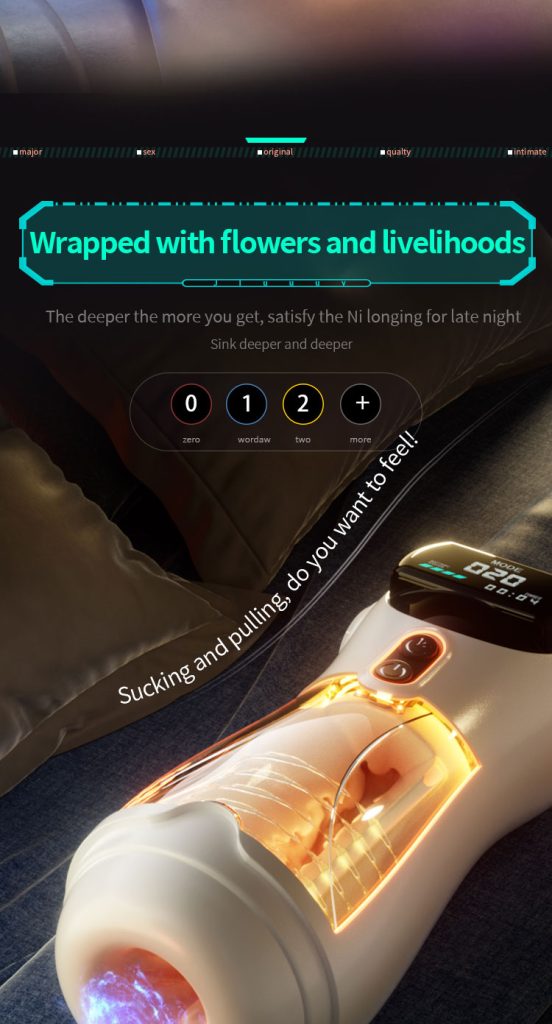 major sex original qualty intimate
Wrapped with flowers and livelihoods
The deeper the more you get, satisfy the Ni longing for late night
Sink deeper and deeper
0 1 2 +
zero wordaw two more
Sucking and pulling, do you want to feel!
MODE
020
00:04